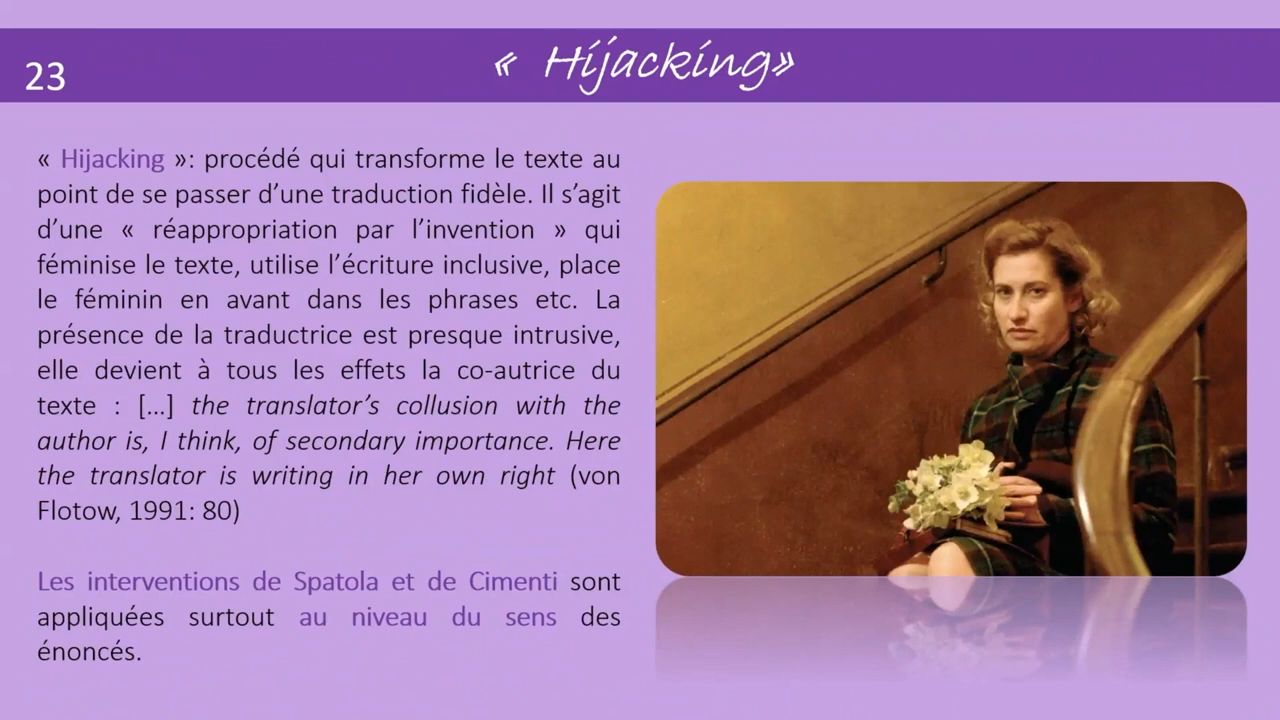 23
« Hijacking»
« Hijacking »: procédé qui transforme le texte au
point de se passer d’une traduction fidèle. Il s’agit
d’une « réappropriation par l’invention » qui
féminise le texte, utilise l’écriture inclusive, place
le féminin en avant dans les phrases etc. La
présence de la traductrice est presque intrusive,
elle devient à tous les effets la co-autrice du
texte : […] the translator’s collusion with the
author is, I think, of secondary importance. Here
the translator is writing in her own right (von
Flotow, 1991: 80)
Les interventions de Spatola et de Cimenti sont
appliquées surtout au niveau du sens des
énoncés.